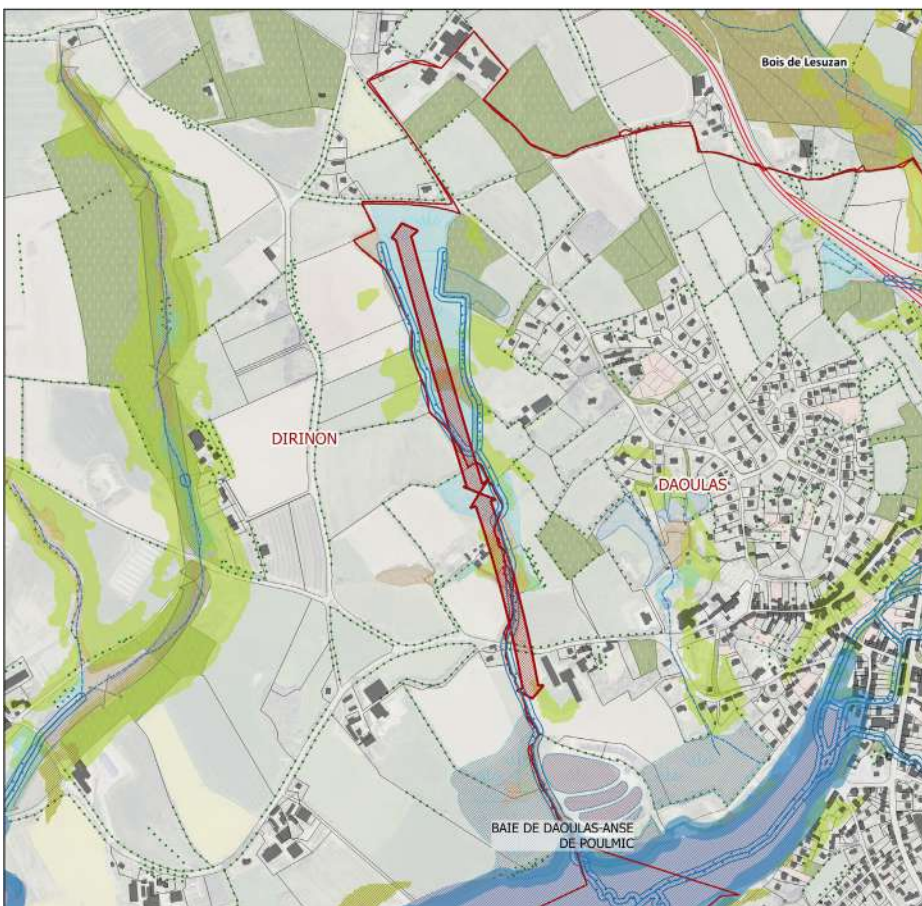 Bois de Lesuzan
DIRINON
DAOULAS
BAIE DE DAOULAS-ANSE
DE POULMIC